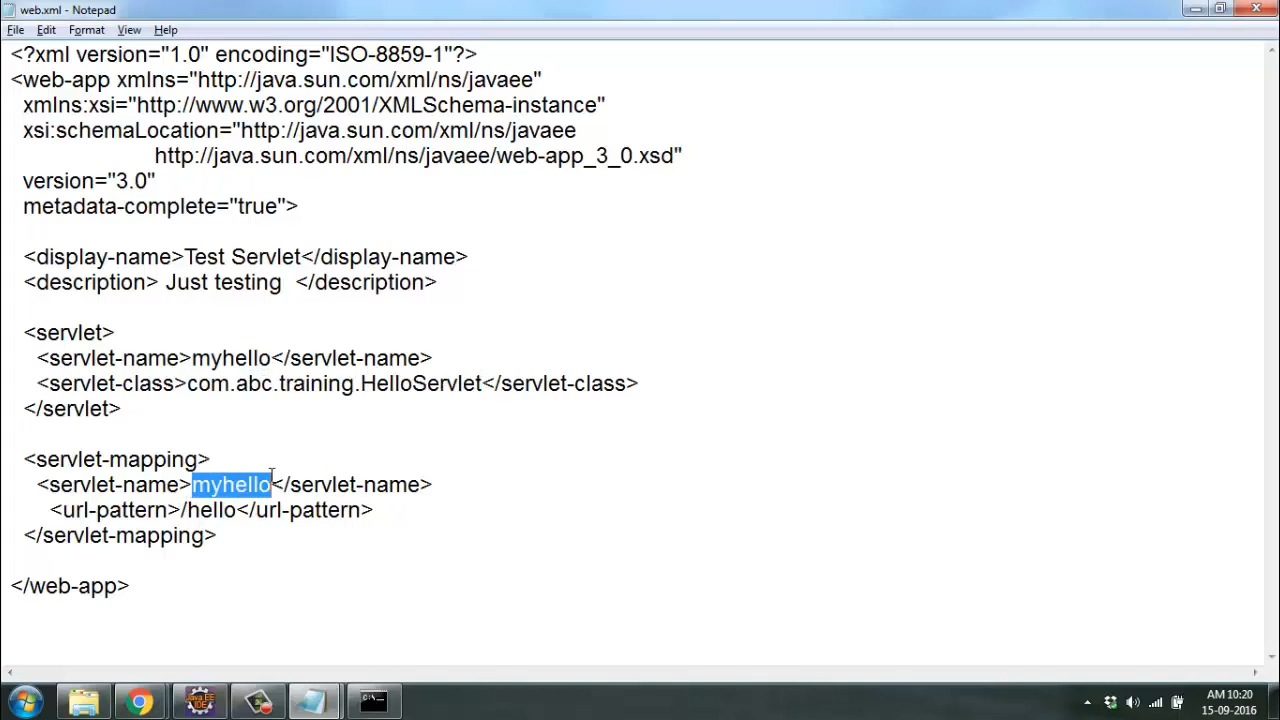 web.xml - Notepad
File Edit Format View Help
<?xml version="1.0" encoding="ISO-8859-1"?>
<web-app xmlns="http://java.sun.com/xml/ns/javaee"
xmlns:xsi="http://www.w3.org/2001/XMLSchema-instance"
xsi:schemaLocation="http://java.sun.com/xml/ns/javaee
http://java.sun.com/xml/ns/javaee/web-app_3_0.xsd"
version="3.0"
metadata-complete="true">
<display-name>Test Servlet</display-name>
<description> Just testing  </description>
<servlet>
<servlet-name>myhello</servlet-name>
<servlet-class>com.abc.training.HelloServlet</servlet-class>
</servlet>
<servlet-mapping>
<servlet-name>myhello</servlet-name>
<url-pattern>/hello</url-pattern>
</servlet-mapping>
</web-app>
Java EE
IDE
AM 10:20
15-09-2016